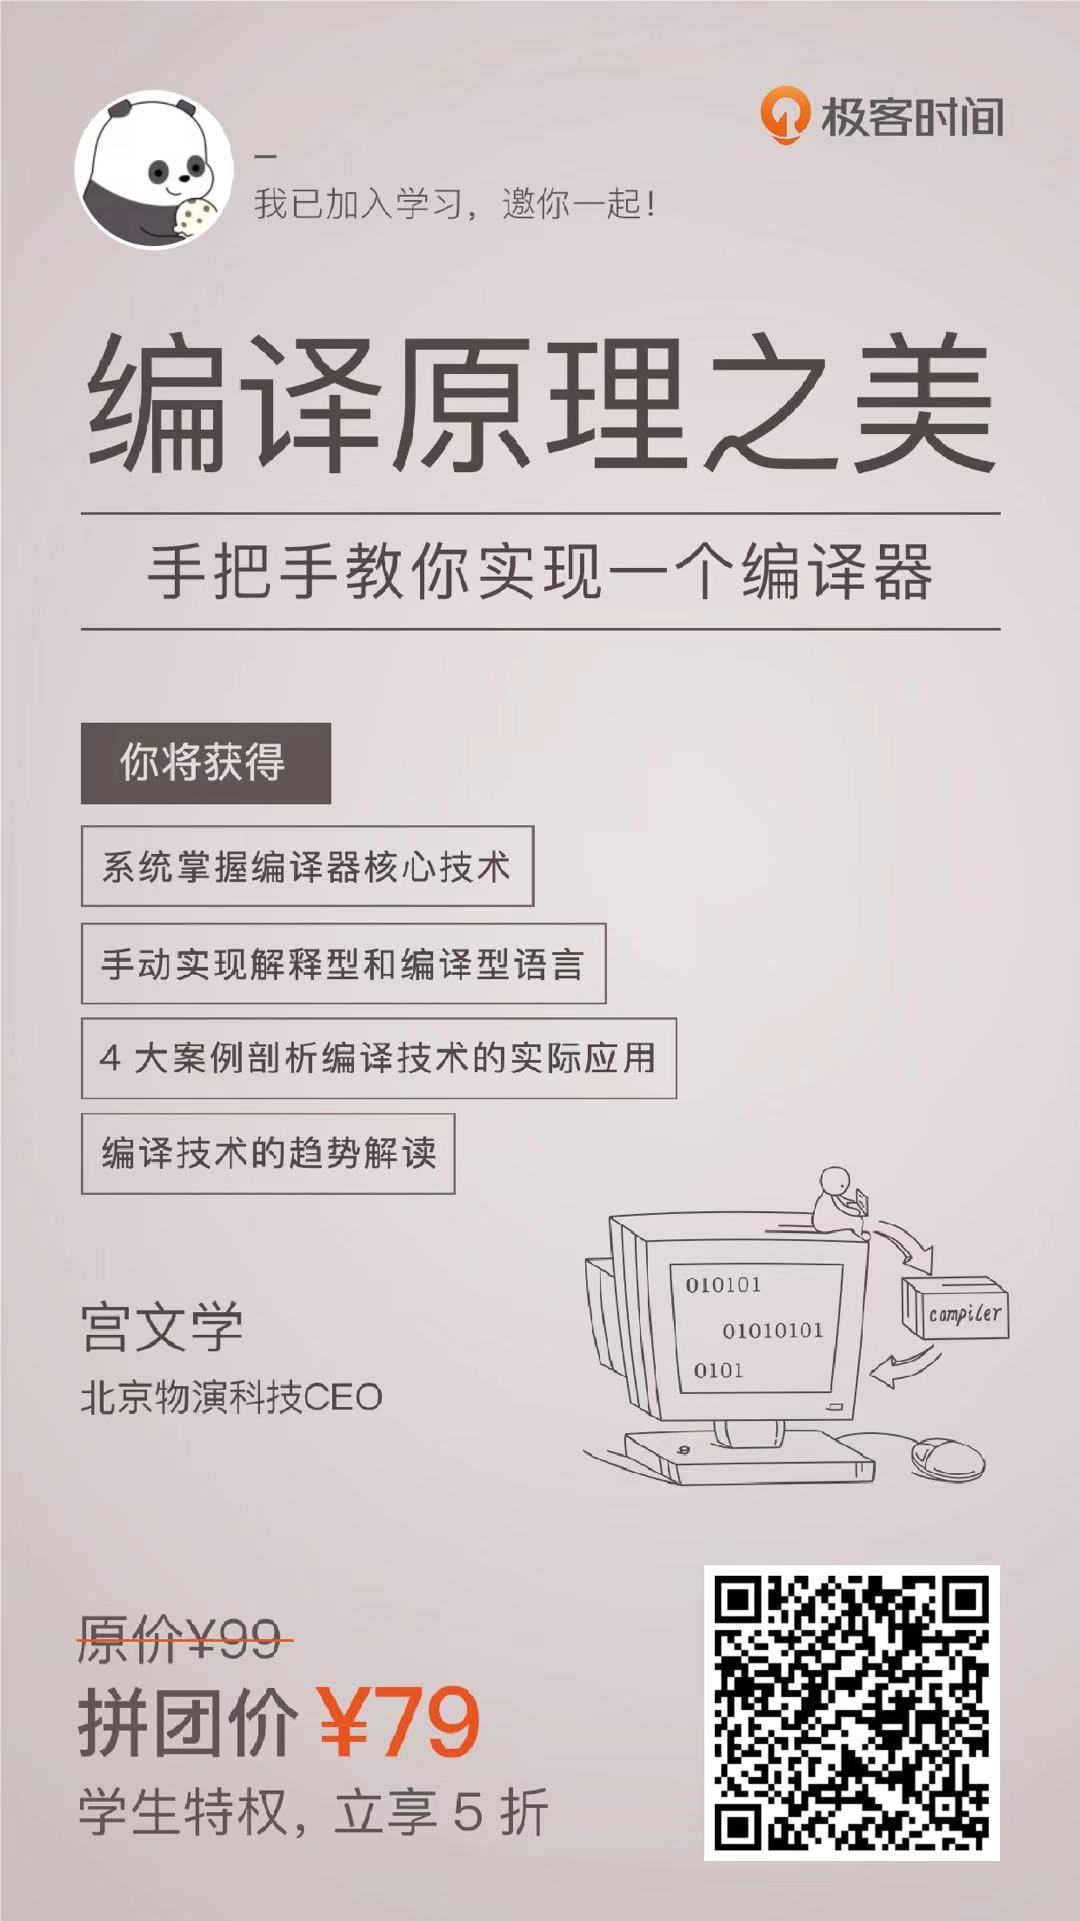 极客时间
–
我已加入学习，邀你一起！
编译原理之美
手把手教你实现一个编译器
你将获得
系统掌握编译器核心技术
手动实现解释型和编译型语言
4 大案例剖析编译技术的实际应用
编译技术的趋势解读
010101
01010101
0101
compiler
宫文学
北京物演科技CEO
原价¥99
拼团价 ¥79
学生特权，立享 5 折